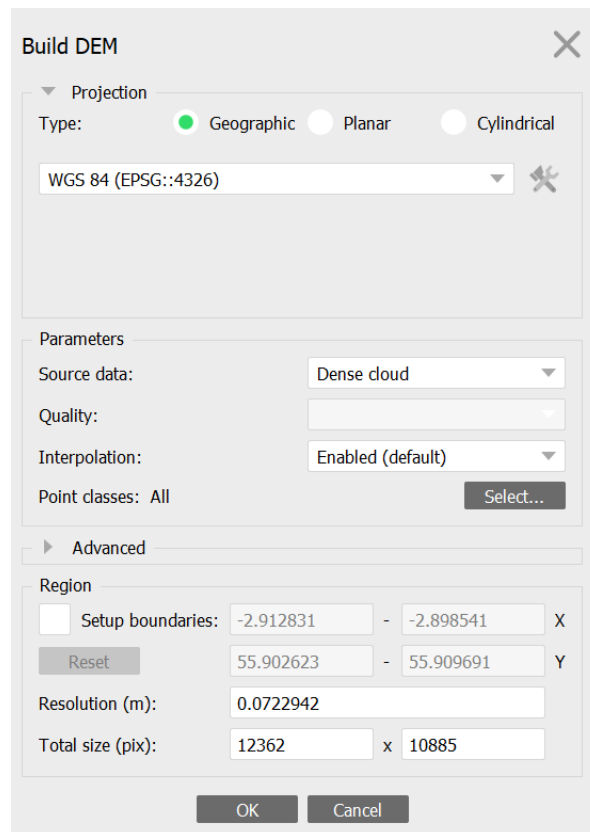 Build DEM
Projection
Type: Geographic Planar Cylindrical
WGS 84 (EPSG::4326)
Parameters
Source data: Dense cloud
Quality:
Interpolation: Enabled (default)
Point classes: All Select...
Advanced
Region
Setup boundaries: -2.912831 - -2.898541 X
Reset 55.902623 - 55.909691 Y
Resolution (m): 0.0722942
Total size (pix): 12362 x 10885
OK Cancel